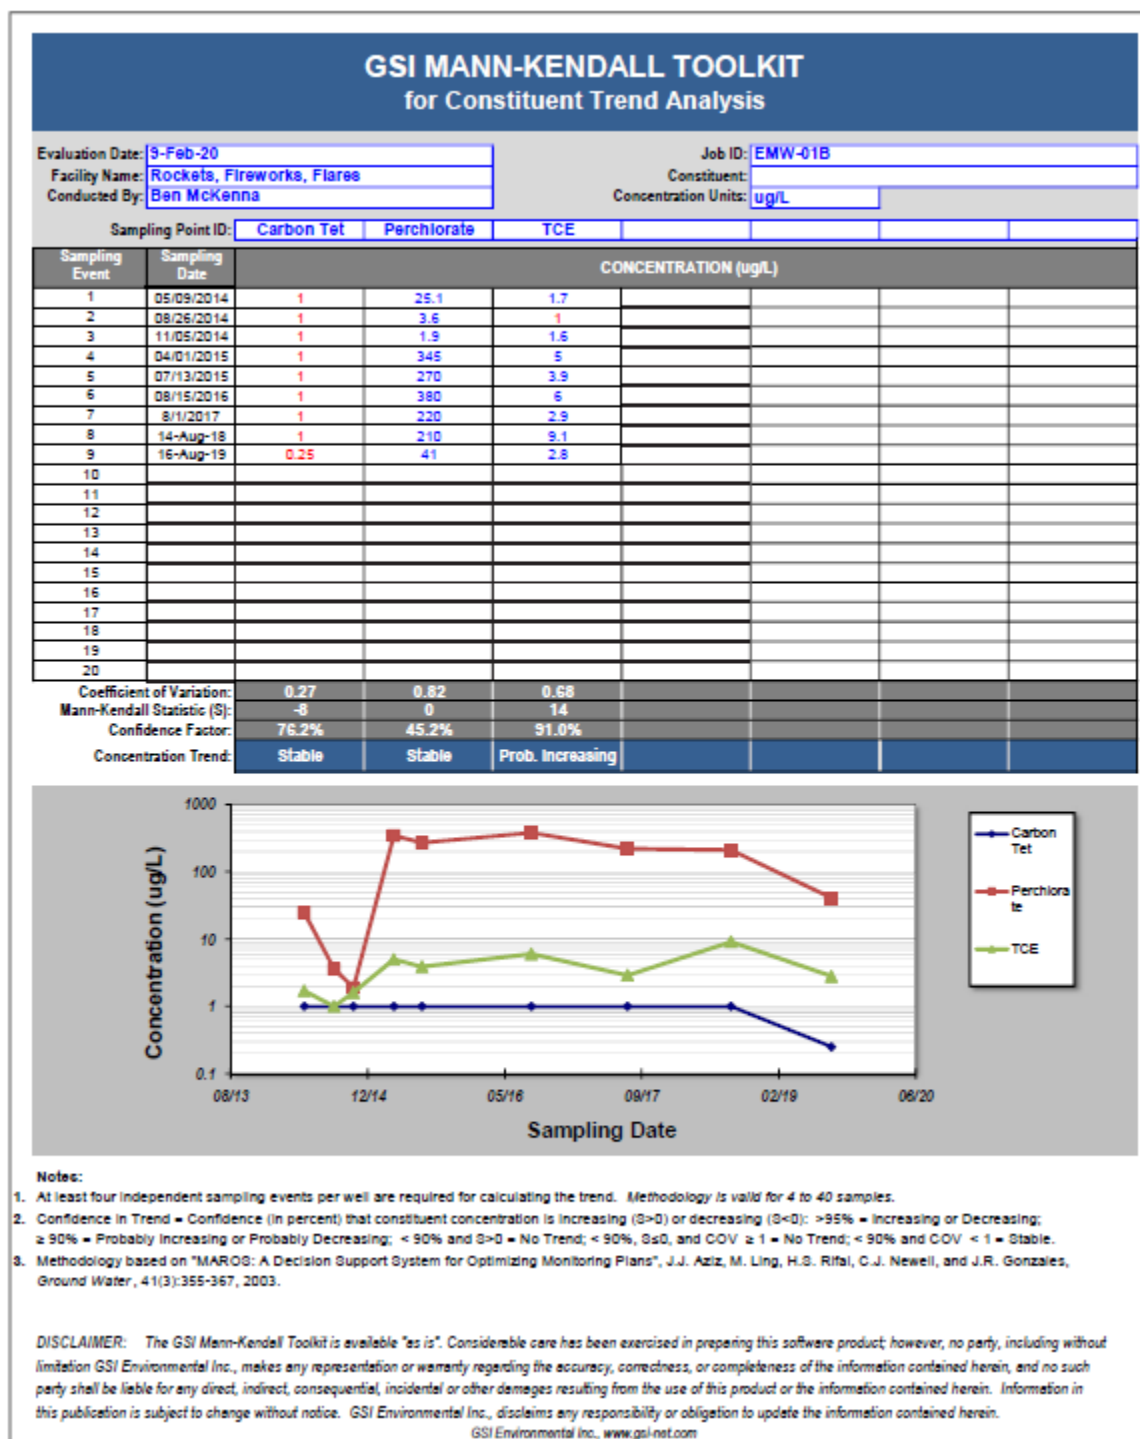 GSI MANN-KENDALL TOOLKIT
for Constituent Trend Analysis
Evaluation Date: 9-Feb-20 Job ID: EMW-01B
Facility Name: Rockets, Fireworks, Flares Constituent:
Conducted By: Ben McKenna Concentration Units: ug/L
Sampling Point ID: Carbon Tet Perchlorate TCE
Sampling Event Sampling Date CONCENTRATION (ug/L)
1 05/09/2014 1 25.1 1.7
2 08/26/2014 1 3.6 1
3 11/05/2014 1 1.9 1.6
4 04/01/2015 1 345 5
5 07/13/2015 1 270 3.9
6 08/15/2016 1 380 6
7 8/1/2017 1 220 2.9
8 14-Aug-18 1 210 9.1
9 16-Aug-19 0.25 41 2.8
10
11
12
13
14
15
16
17
18
19
20
Coefficient of Variation: 0.27 0.82 0.68
Mann-Kendall Statistic (S): -8 0 14
Confidence Factor: 76.2% 45.2% 91.0%
Concentration Trend: Stable Stable Prob. Increasing
1000
100
10
1
0.1
Concentration (ug/L)
08/13 12/14 05/16 09/17 02/19 06/20
Sampling Date
Carbon
Tet
Perchlora
te
TCE
Notes:
1. At least four independent sampling events per well are required for calculating the trend. Methodology is valid for 4 to 40 samples.
2. Confidence in Trend = Confidence (in percent) that constituent concentration is increasing (S>0) or decreasing (S<0): >95% = Increasing or Decreasing;
≥ 90% = Probably Increasing or Probably Decreasing; < 90% and S>0 = No Trend; < 90%, S≤0, and COV ≥ 1 = No Trend; < 90% and COV < 1 = Stable.
3. Methodology based on "MAROS: A Decision Support System for Optimizing Monitoring Plans", J.J. Aziz, M. Ling, H.S. Rifai, C.J. Newell, and J.R. Gonzales,
Ground Water, 41(3):355-367, 2003.
DISCLAIMER: The GSI Mann-Kendall Toolkit is available "as is". Considerable care has been exercised in preparing this software product; however, no party, including without
limitation GSI Environmental Inc., makes any representation or warranty regarding the accuracy, correctness, or completeness of the information contained herein, and no such
party shall be liable for any direct, indirect, consequential, incidental or other damages resulting from the use of this product or the information contained herein. Information in
this publication is subject to change without notice. GSI Environmental Inc., disclaims any responsibility or obligation to update the information contained herein.
GSI Environmental Inc., www.gsi-net.com